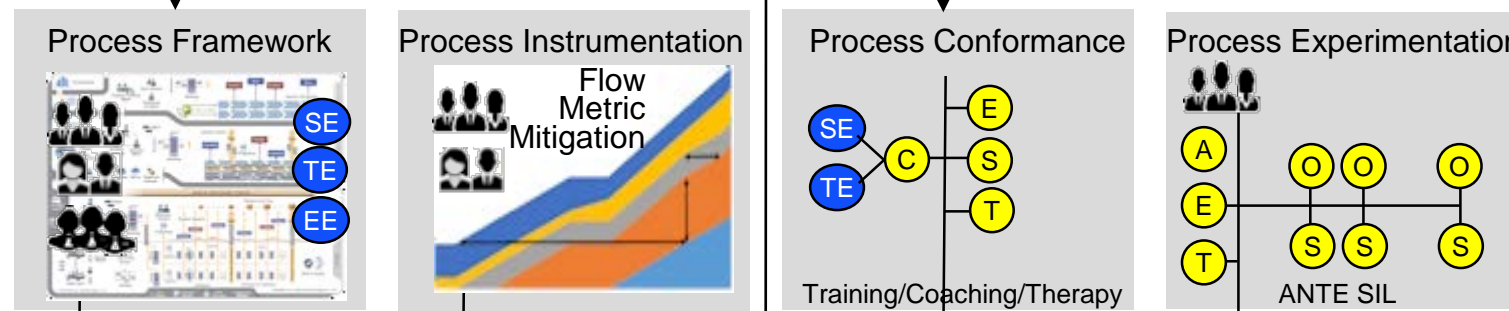 Process Framework
SE
TE
EE
Process Instrumentation
Flow
Metric
Mitigation
Process Conformance
SE
TE
C
E
S
T
Training/Coaching/Therapy
Process Experimentation
A
E
T
O O O
S S S
ANTE SIL